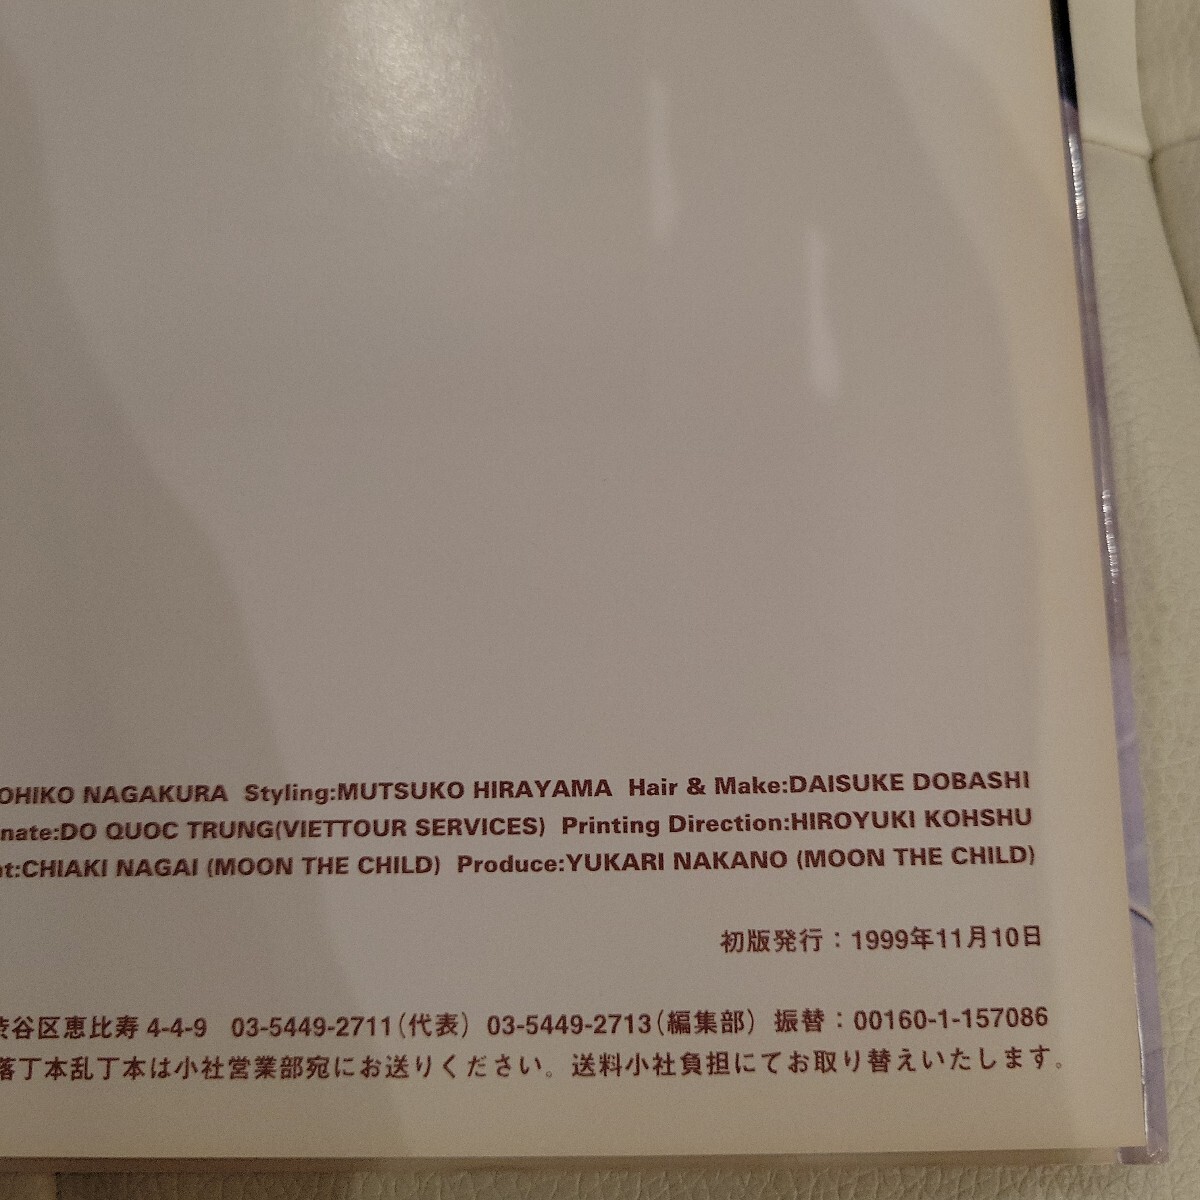 OHIKO NAGAKURA Styling:MUTSUKO HIRAYAMA Hair & Make:DAISUKE DOBASHI
nate:DO QUOC TRUNG(VIETTOUR SERVICES) Printing Direction:HIROYUKI KOHSHU
nt:CHIAKI NAGAI (MOON THE CHILD) Produce:YUKARI NAKANO (MOON THE CHILD)
初版発行：1999年11月10日
渋谷区恵比寿4-4-9 03-5449-2711(代表) 03-5449-2713(編集部) 振替：00160-1-157086
落丁本乱丁本は小社営業部宛にお送りください。送料小社負担にてお取り替えいたします。